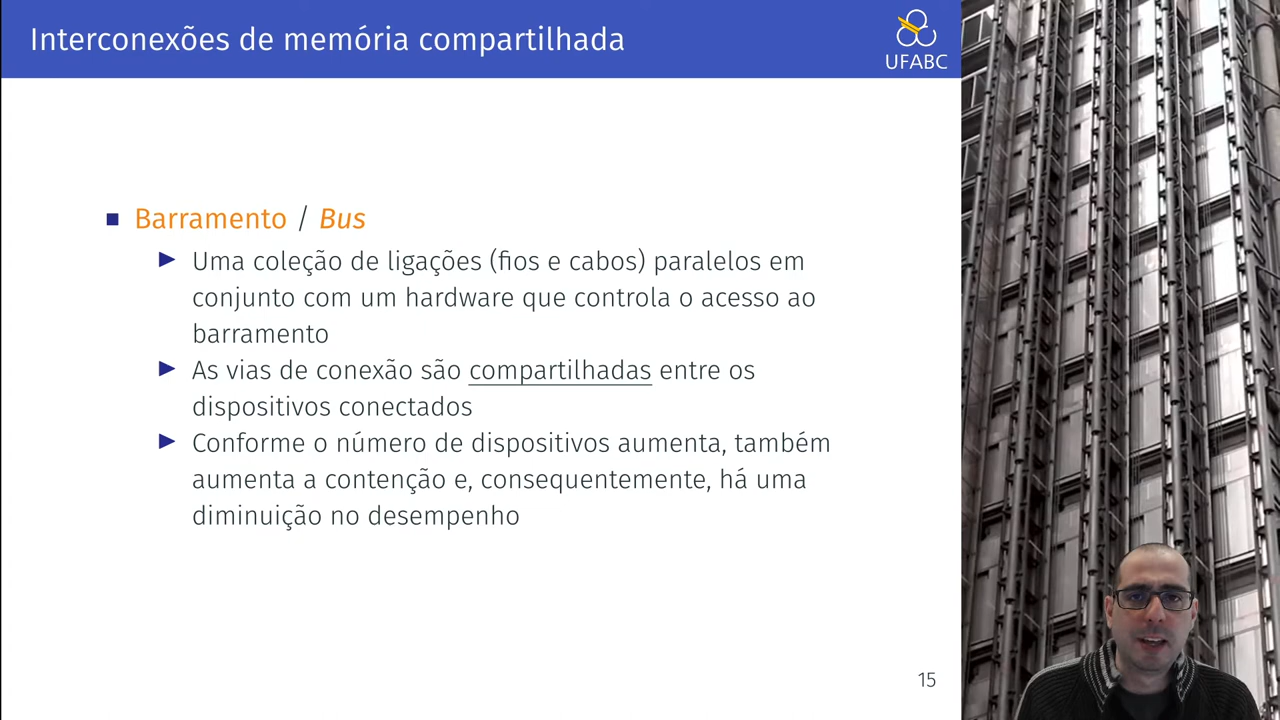 Interconexões de memória compartilhada
UFABC
Barramento / Bus
Uma coleção de ligações (fios e cabos) paralelos em
conjunto com um hardware que controla o acesso ao
barramento
As vias de conexão são compartilhadas entre os
dispositivos conectados
Conforme o número de dispositivos aumenta, também
aumenta a contenção e, consequentemente, há uma
diminuição no desempenho
15